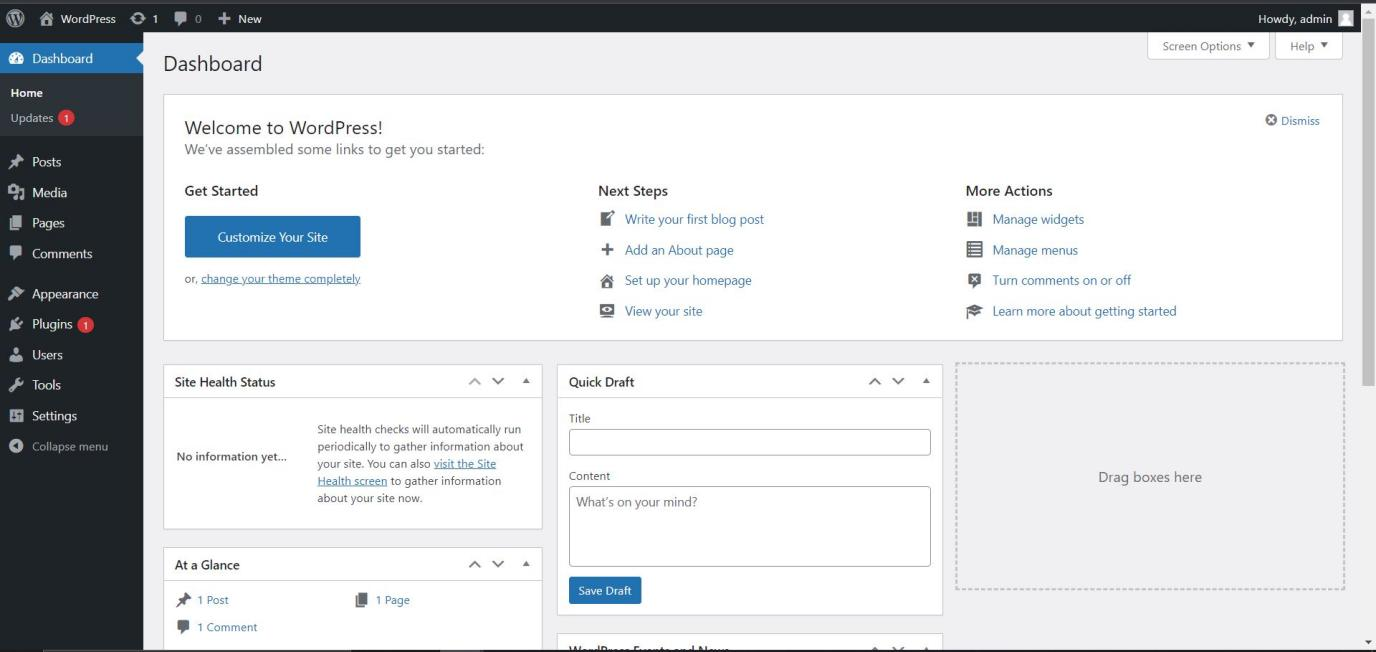 WordPress 1 0 New Howdy, admin
Dashboard
Home
Updates 1
Posts
Media
Pages
Comments
Appearance
Plugins 1
Users
Tools
Settings
Collapse menu
Screen Options Help
Dashboard
Welcome to WordPress!
We've assembled some links to get you started:
Dismiss
Get Started
Customize Your Site
or, change your theme completely
Next Steps
Write your first blog post
Add an About page
Set up your homepage
View your site
More Actions
Manage widgets
Manage menus
Turn comments on or off
Learn more about getting started
Site Health Status
No information yet...
Site health checks will automatically run
periodically to gather information about
your site. You can also visit the Site
Health screen to gather information
about your site now.
At a Glance
1 Post
1 Page
1 Comment
Quick Draft
Title
Content
What's on your mind?
Save Draft
WordPress Events and News
Drag boxes here